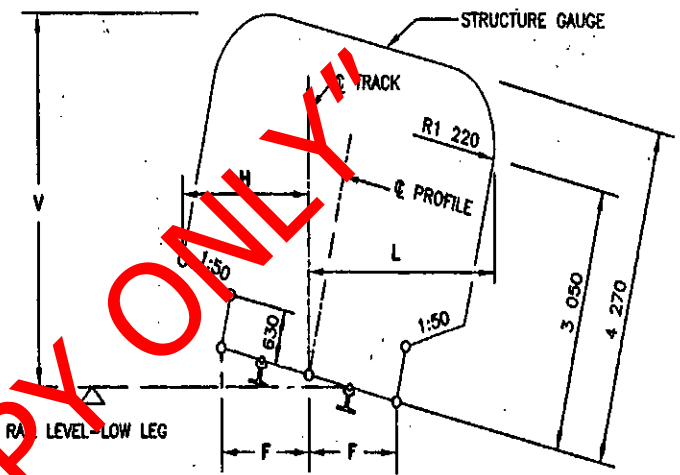 STRUCTURE GAUGE
℄ TRACK
R1 220
H
℄ PROFILE
V
L
1:50
1:50
630
3 050
4 270
RAIL LEVEL-LOW LEG
F
F
PY ONLY"